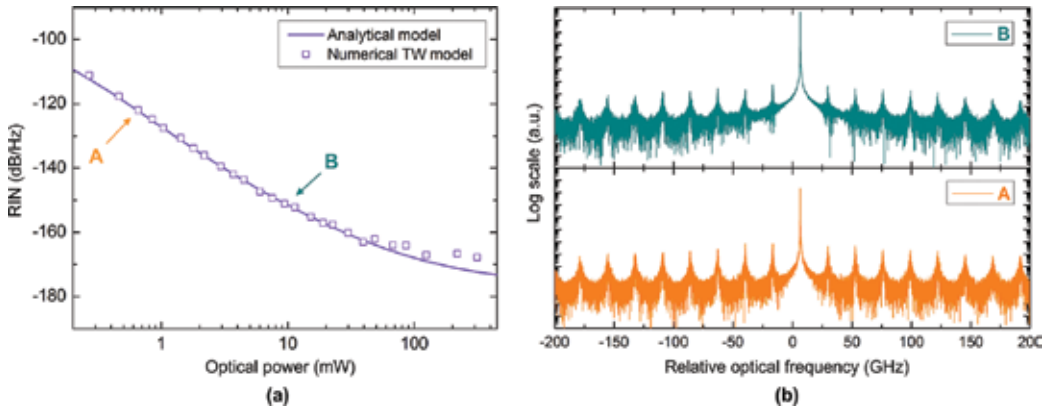 -100
-120
-140
-160
-180
RIN (dB/Hz)
Analytical model
Numerical TW model
A
B
1
10
100
Optical power (mW)
(a)
Log scale (a.u.)
B
A
-200 -150 -100 -50 0 50 100 150 200
Relative optical frequency (GHz)
(b)